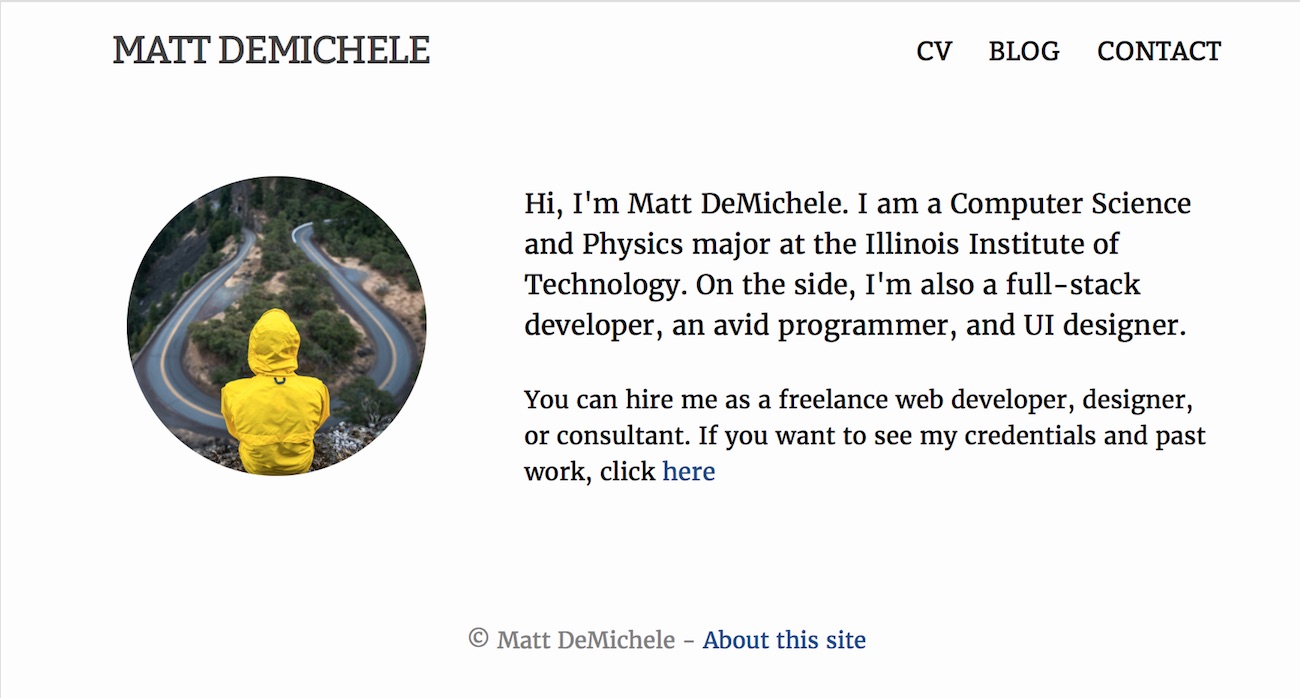 MATT DEMICHELE
CV BLOG CONTACT
Hi, I'm Matt DeMichele. I am a Computer Science
and Physics major at the Illinois Institute of
Technology. On the side, I'm also a full-stack
developer, an avid programmer, and UI designer.
You can hire me as a freelance web developer, designer,
or consultant. If you want to see my credentials and past
work, click here
© Matt DeMichele - About this site